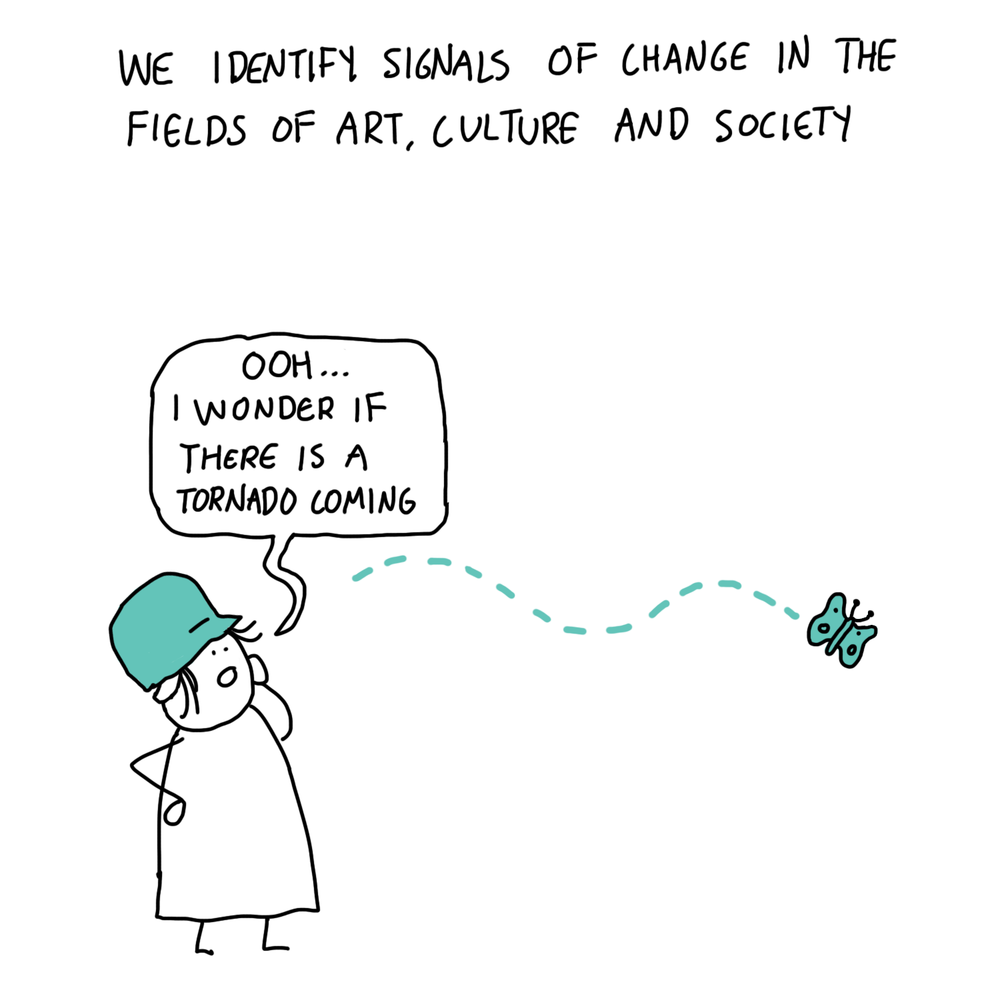 WE IDENTIFY SIGNALS OF CHANGE IN THE
FIELDS OF ART, CULTURE AND SOCIETY
OOH...
I WONDER IF
THERE IS A
TORNADO COMING